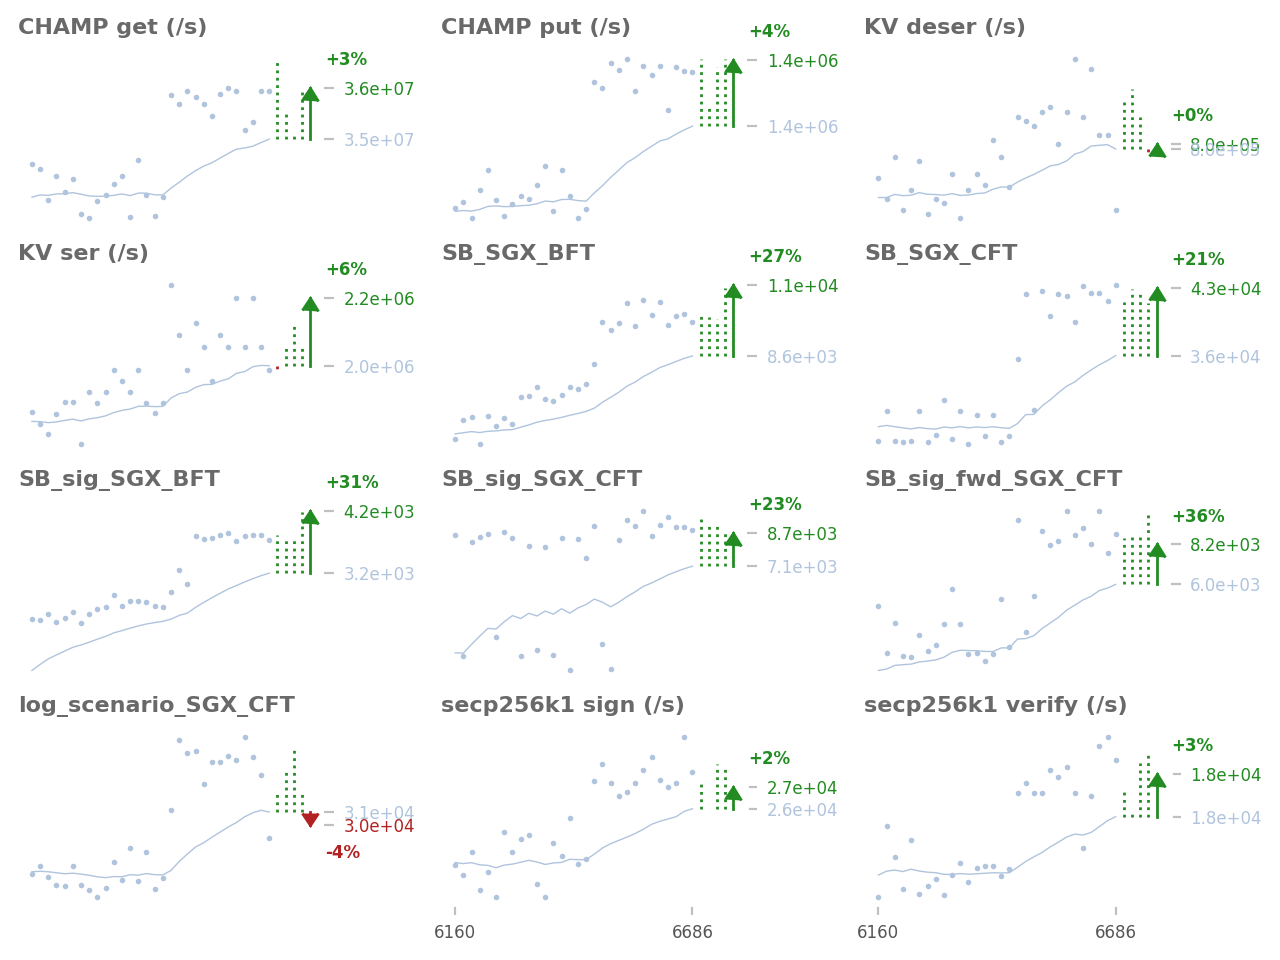 CHAMP get (/s)
+3%
3.6e+07
3.5e+07
CHAMP put (/s)
+4%
1.4e+06
1.4e+06
KV deser (/s)
+0%
8.0e+05
8.0e+05
KV ser (/s)
+6%
2.2e+06
2.0e+06
SB_SGX_BFT
+27%
1.1e+04
8.6e+03
SB_SGX_CFT
+21%
4.3e+04
3.6e+04
SB_sig_SGX_BFT
+31%
4.2e+03
3.2e+03
SB_sig_SGX_CFT
+23%
8.7e+03
7.1e+03
SB_sig_fwd_SGX_CFT
+36%
8.2e+03
6.0e+03
log_scenario_SGX_CFT
3.1e+04
3.0e+04
-4%
secp256k1 sign (/s)
+2%
2.7e+04
2.6e+04
6160 6686
secp256k1 verify (/s)
+3%
1.8e+04
1.8e+04
6160 6686